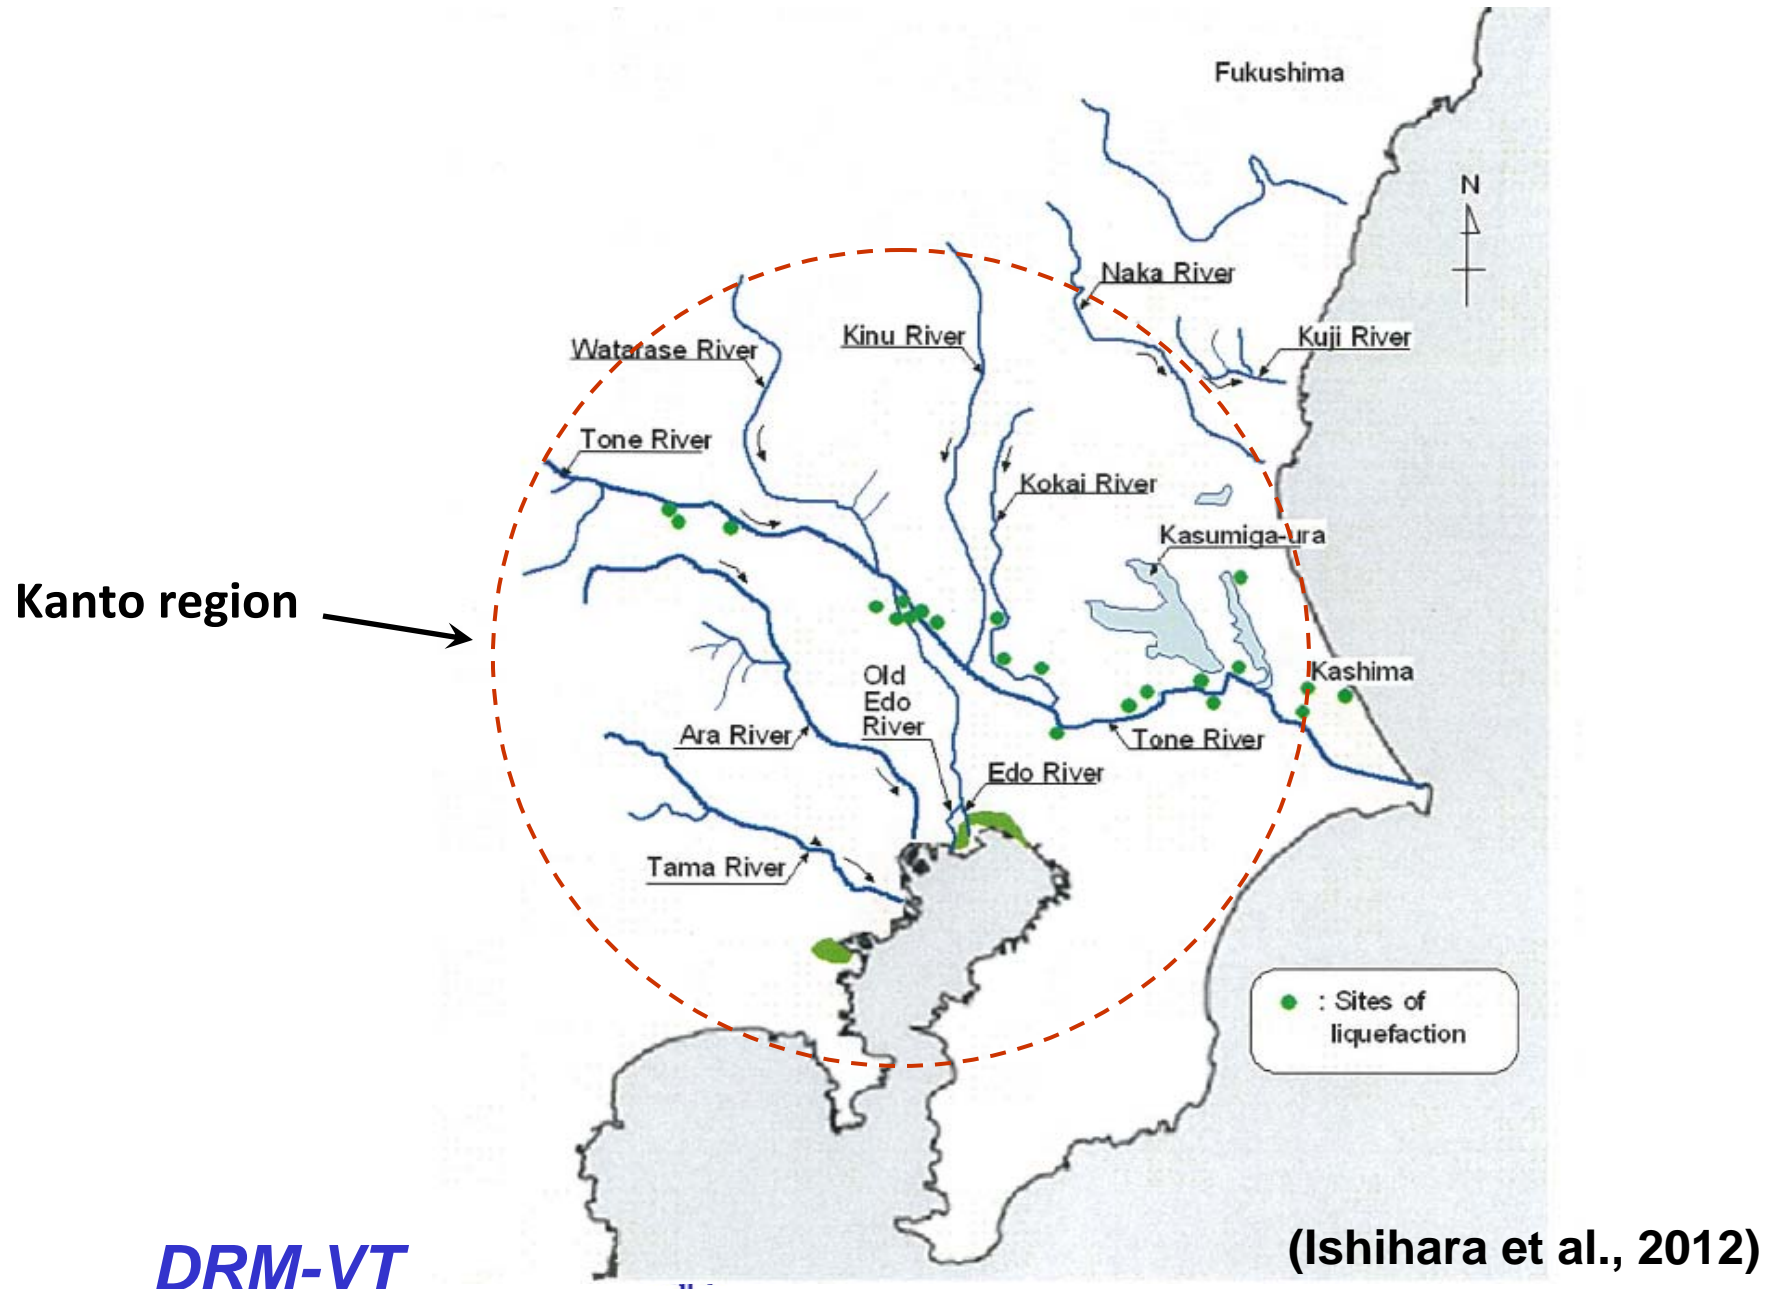 Fukushima
N
Naka River
Kinu River
Kuji River
Watarase River
Tone River
Kokai River
Kasumiga-ura
Kanto region
Kashima
Old
Edo
River
Ara River
Tone River
Edo River
Tama River
: Sites of
liquefaction
(Ishihara et al., 2012)
DRM-VT